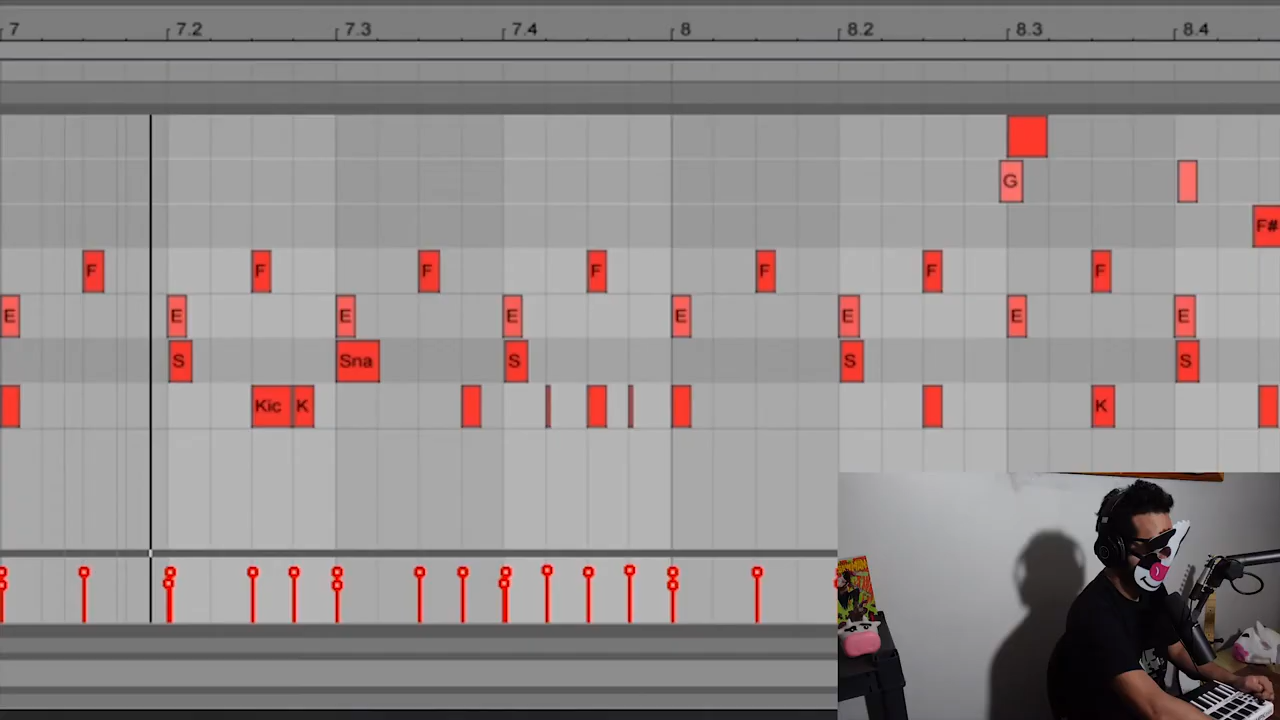 7 7.2 7.3 7.4 8 8.2 8.3 8.4
G
F#
F F F F F F F
E E E E E E E E
S Sna S S S
Kic K K